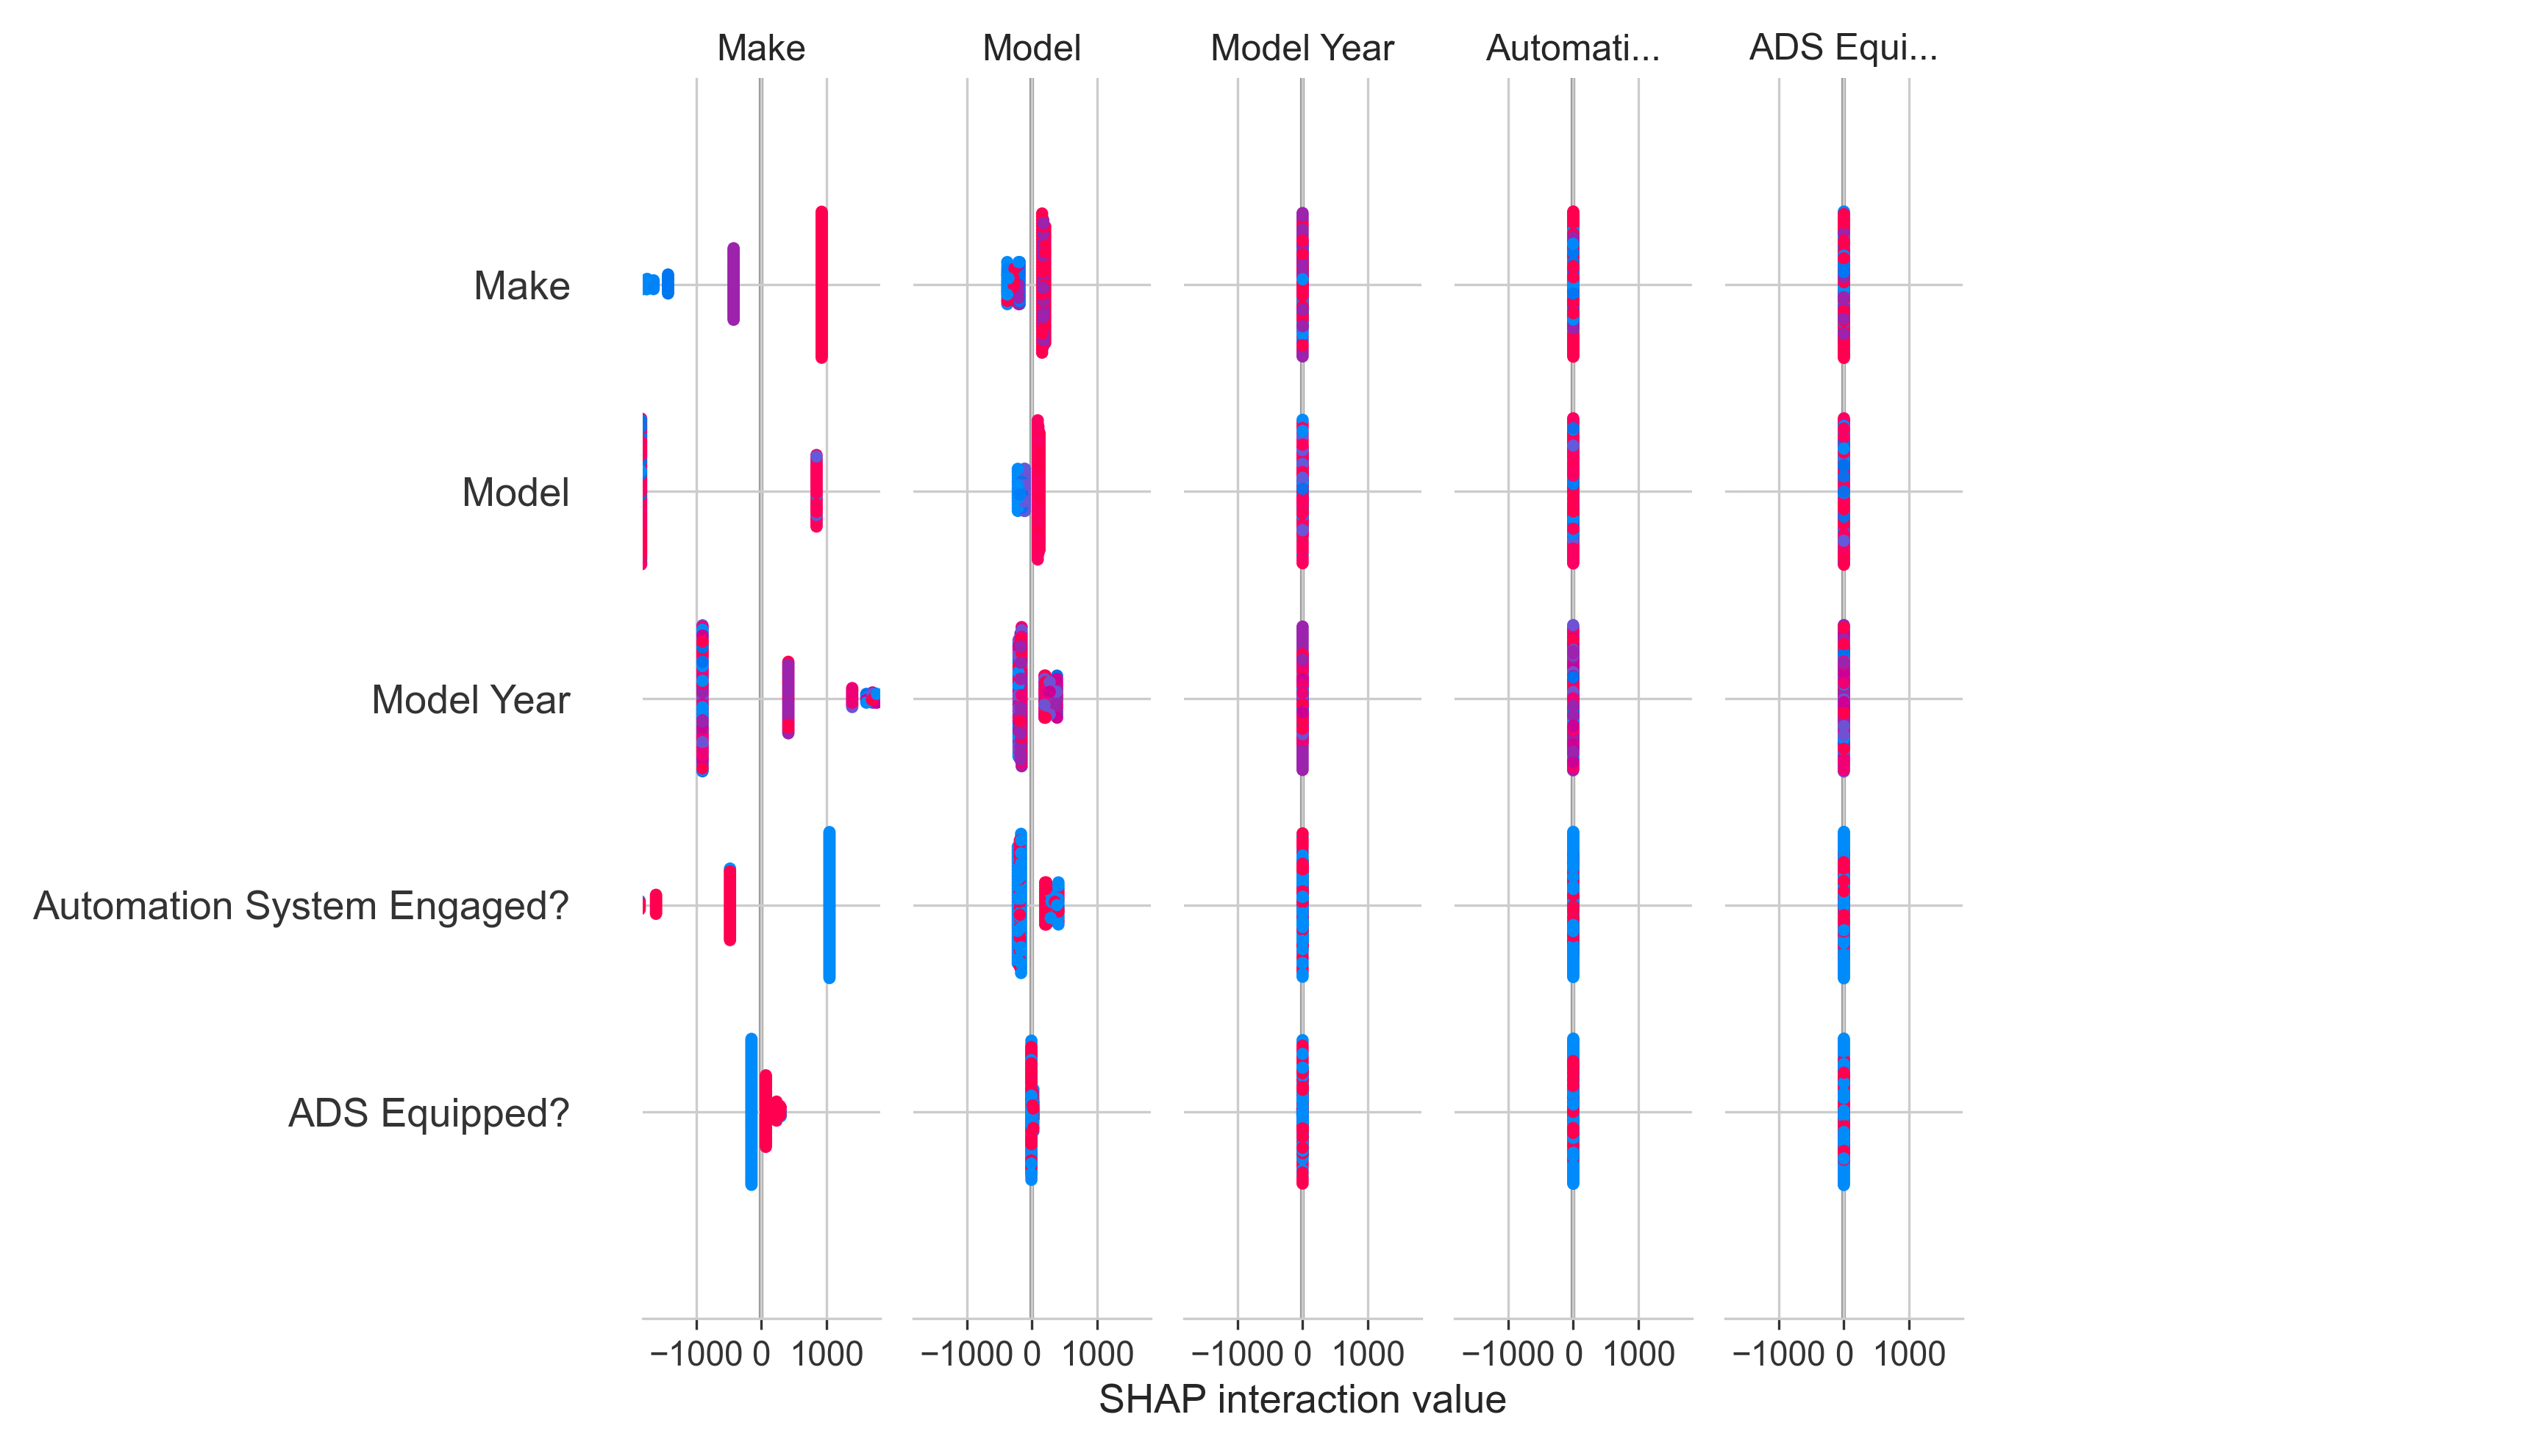 Make Model Model Year Automati... ADS Equi...
Make
Model
Model Year
Automation System Engaged?
ADS Equipped?
−1000 0 1000 −1000 0 1000 −1000 0 1000 −1000 0 1000 −1000 0 1000
SHAP interaction value